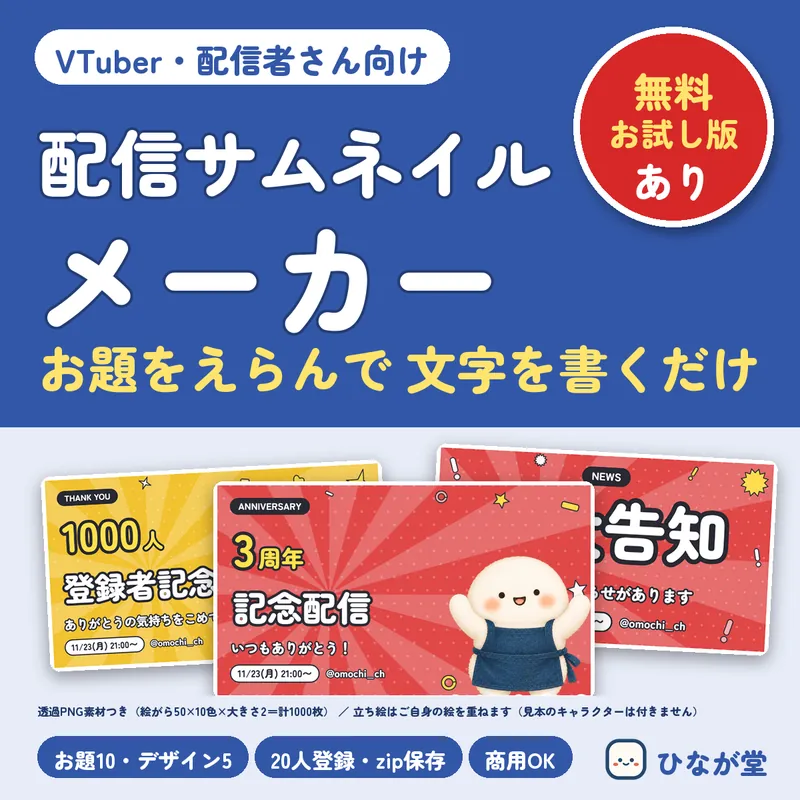 VTuber・配信者さん向け
無料
お試し版
あり
配信サムネイル
メーカー
お題をえらんで 文字を書くだけ
THANK YOU
1000人
登録者記念
ありがとうの気持ちをこめて
11/23(月) 21:00〜
@omochi_ch
ANNIVERSARY
3周年
記念配信
いつもありがとう！
11/23(月) 21:00〜
@omochi_ch
NEWS
告知
らせがあります
@omochi_ch
透過PNG素材つき（絵がら50×10色×大きさ2＝計1000枚） ／ 立ち絵はご自身の絵を重ねます（見本のキャラクターは付きません）
お題10・デザイン5
20人登録・zip保存
商用OK
ひなが堂